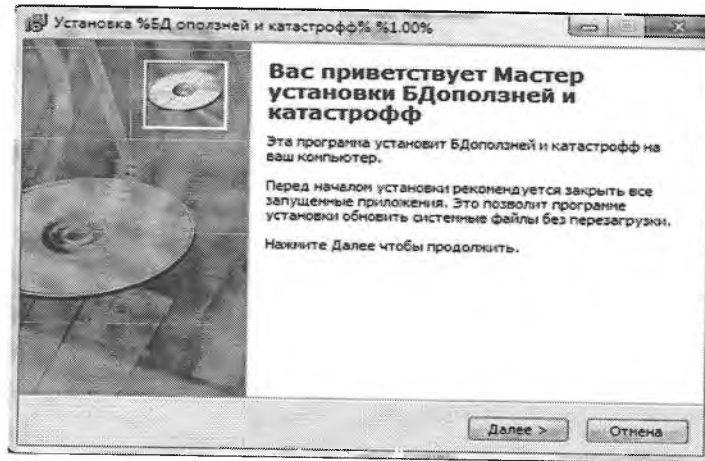 Установка %БД оползней и катастрофф% %1.00%
Вас приветствует Мастер
установки БДоползней и
катастрофф
Эта программа установит БДоползней и катастрофф на
ваш компьютер.
Перед началом установки рекомендуется закрыть все
запущенные приложения. Это позволит программе
установки обновить системные файлы без перезагрузки.
Нажмите Далее чтобы продолжить.
Далее >
Отмена